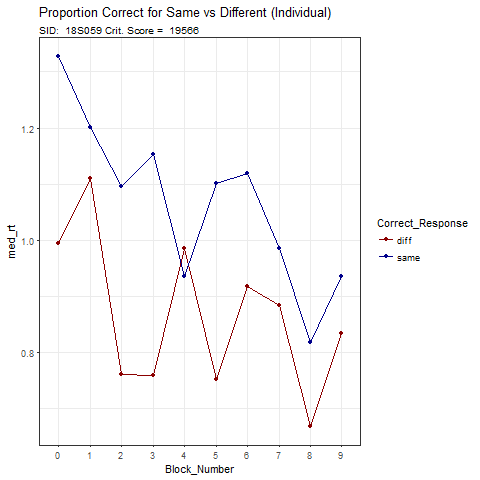 Proportion Correct for Same vs Different (Individual)
SID:  18S059 Crit. Score =  19566
med_rt
1.2
1.0
0.8
0 1 2 3 4 5 6 7 8 9
Block_Number
Correct_Response
diff
same